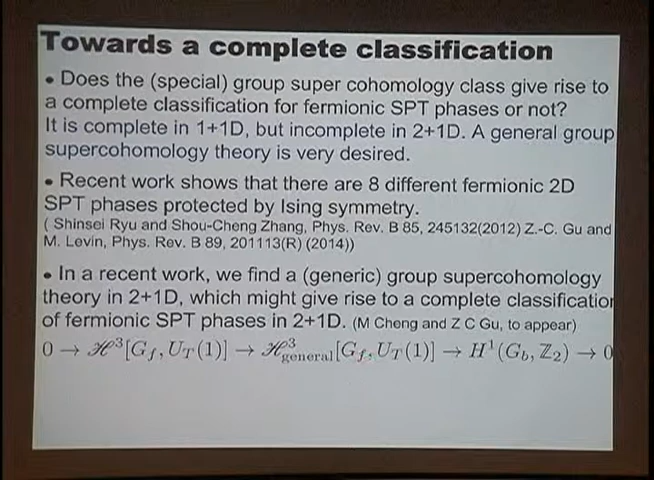 Towards a complete classification
• Does the (special) group super cohomology class give rise to
a complete classification for fermionic SPT phases or not?
It is complete in 1+1D, but incomplete in 2+1D. A general group
supercohomology theory is very desired.
• Recent work shows that there are 8 different fermionic 2D
SPT phases protected by Ising symmetry.
( Shinsei Ryu and Shou-Cheng Zhang, Phys. Rev. B 85, 245132(2012) Z.-C. Gu and
M. Levin, Phys. Rev. B 89, 201113(R) (2014))
• In a recent work, we find a (generic) group supercohomology
theory in 2+1D, which might give rise to a complete classification
of fermionic SPT phases in 2+1D. (M Cheng and Z C Gu, to appear)
0 → ℋ³[G_f, U_T(1)] → ℋ³_general[G_f, U_T(1)] → H¹(G_b, ℤ₂) → 0